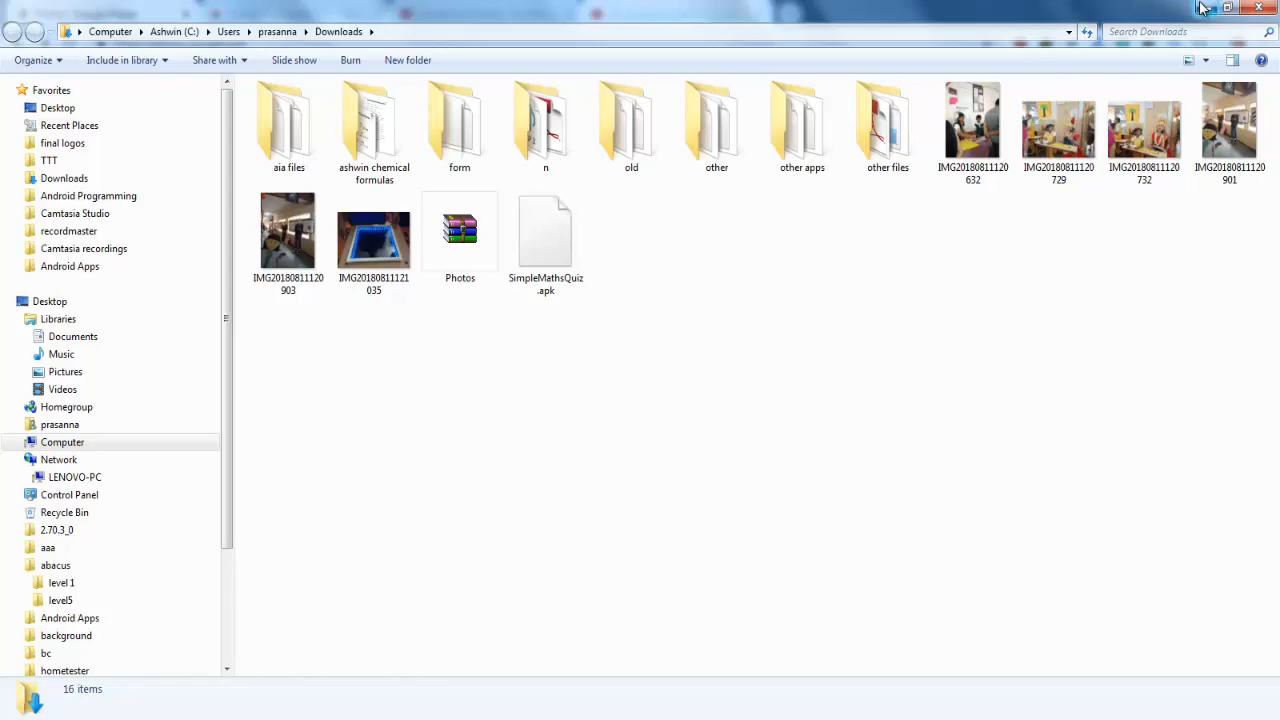 Computer Ashwin (C:) Users prasanna Downloads
Search Downloads
Organize Include in library Share with Slide show Burn New folder
Favorites
Desktop
Recent Places
final logos
TTT
Downloads
Android Programming
Camtasia Studio
recordmaster
Camtasia recordings
Android Apps
Desktop
Libraries
Documents
Music
Pictures
Videos
Homegroup
prasanna
Computer
Network
LENOVO-PC
Control Panel
Recycle Bin
2.70.3_0
aaa
abacus
level 1
level5
Android Apps
background
bc
hometester
aia files
ashwin chemical
formulas
form
n
old
other
other apps
other files
IMG20180811120
632
IMG20180811120
729
IMG20180811120
732
IMG20180811120
901
IMG20180811120
903
IMG20180811121
035
Photos
SimpleMathsQuiz
.apk
16 items